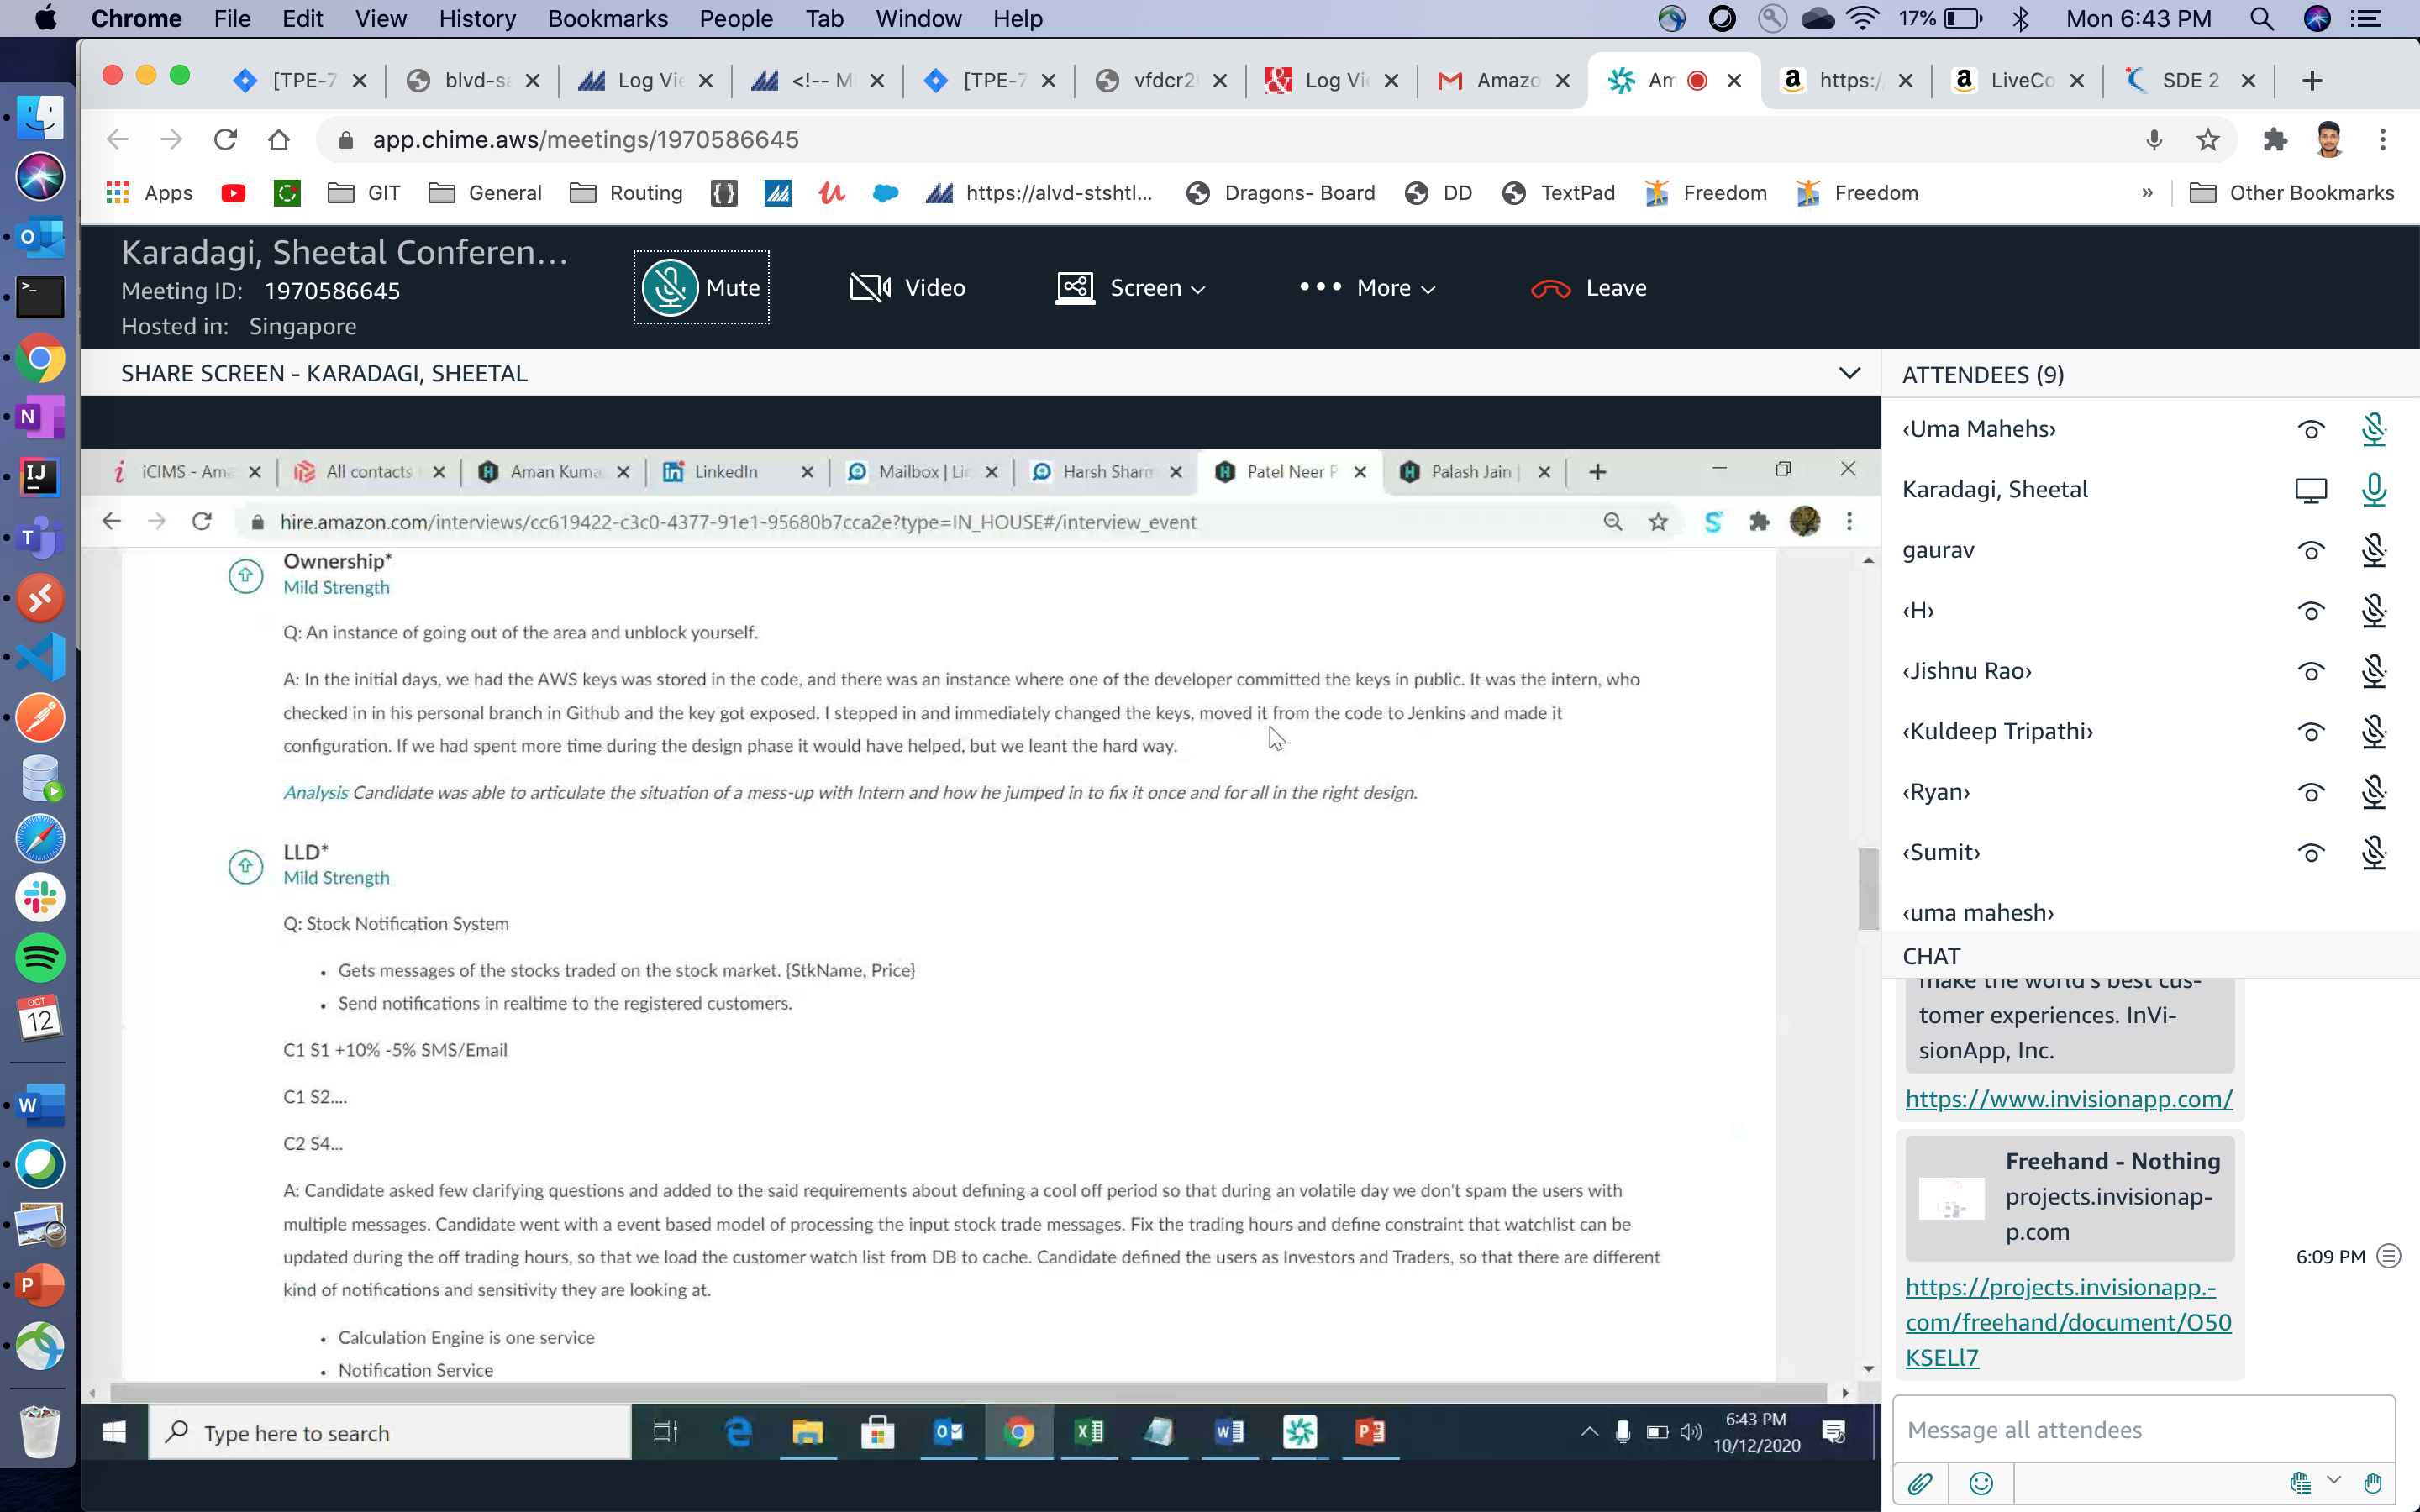 Chrome File Edit View History Bookmarks People Tab Window Help 17% Mon 6:43 PM
[TPE-7 blvd-sa Log Vie <!-- M [TPE-7 vfdcr2 Log Vie Amazo Am https:/ LiveCo SDE 2
app.chime.aws/meetings/1970586645
Apps GIT General Routing https://alvd-stshtl... Dragons- Board DD TextPad Freedom Freedom » Other Bookmarks
Karadagi, Sheetal Conferen...
Meeting ID: 1970586645
Hosted in: Singapore
Mute Video Screen More Leave
SHARE SCREEN - KARADAGI, SHEETAL
iCIMS - Ama All contacts Aman Kuma LinkedIn Mailbox | Lin Harsh Sharm Patel Neer P Palash Jain |
hire.amazon.com/interviews/cc619422-c3c0-4377-91e1-95680b7cca2e?type=IN_HOUSE#/interview_event
Ownership*
Mild Strength
Q: An instance of going out of the area and unblock yourself.
A: In the initial days, we had the AWS keys was stored in the code, and there was an instance where one of the developer committed the keys in public. It was the intern, who
checked in in his personal branch in Github and the key got exposed. I stepped in and immediately changed the keys, moved it from the code to Jenkins and made it
configuration. If we had spent more time during the design phase it would have helped, but we leant the hard way.
Analysis Candidate was able to articulate the situation of a mess-up with Intern and how he jumped in to fix it once and for all in the right design.
LLD*
Mild Strength
Q: Stock Notification System
• Gets messages of the stocks traded on the stock market. {StkName, Price}
• Send notifications in realtime to the registered customers.
C1 S1 +10% -5% SMS/Email
C1 S2....
C2 S4...
A: Candidate asked few clarifying questions and added to the said requirements about defining a cool off period so that during an volatile day we don't spam the users with
multiple messages. Candidate went with a event based model of processing the input stock trade messages. Fix the trading hours and define constraint that watchlist can be
updated during the off trading hours, so that we load the customer watch list from DB to cache. Candidate defined the users as Investors and Traders, so that there are different
kind of notifications and sensitivity they are looking at.
• Calculation Engine is one service
• Notification Service
Type here to search
6:43 PM
10/12/2020
ATTENDEES (9)
‹Uma Mahehs›
Karadagi, Sheetal
gaurav
‹H›
‹Jishnu Rao›
‹Kuldeep Tripathi›
‹Ryan›
‹Sumit›
‹uma mahesh›
CHAT
make the world's best cus-
tomer experiences. InVi-
sionApp, Inc.
https://www.invisionapp.com/
Freehand - Nothing
projects.invisionap-
p.com
6:09 PM
https://projects.invisionapp.-
com/freehand/document/O50
KSELl7
Message all attendees
OCT
12